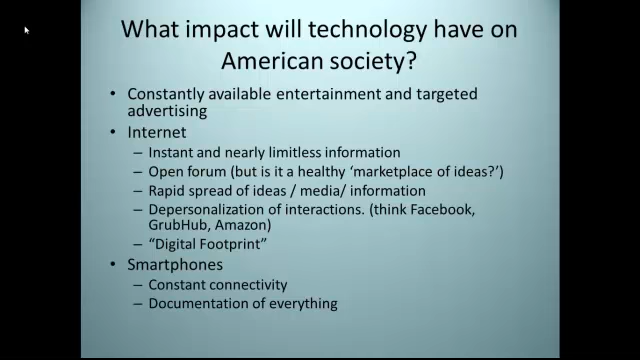 What impact will technology have on
American society?
• Constantly available entertainment and targeted
advertising
• Internet
– Instant and nearly limitless information
– Open forum (but is it a healthy ‘marketplace of ideas?’)
– Rapid spread of ideas / media/ information
– Depersonalization of interactions. (think Facebook,
GrubHub, Amazon)
– “Digital Footprint”
• Smartphones
– Constant connectivity
– Documentation of everything